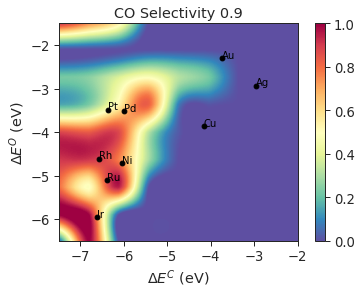 CO Selectivity 0.9
ΔE^O (eV)
−2
−3
−4
−5
−6
Au
Ag
Pt
Pd
Cu
Rh
Ni
Ru
Ir
−7
−6
−5
−4
−3
−2
ΔE^C (eV)
1.0
0.8
0.6
0.4
0.2
0.0